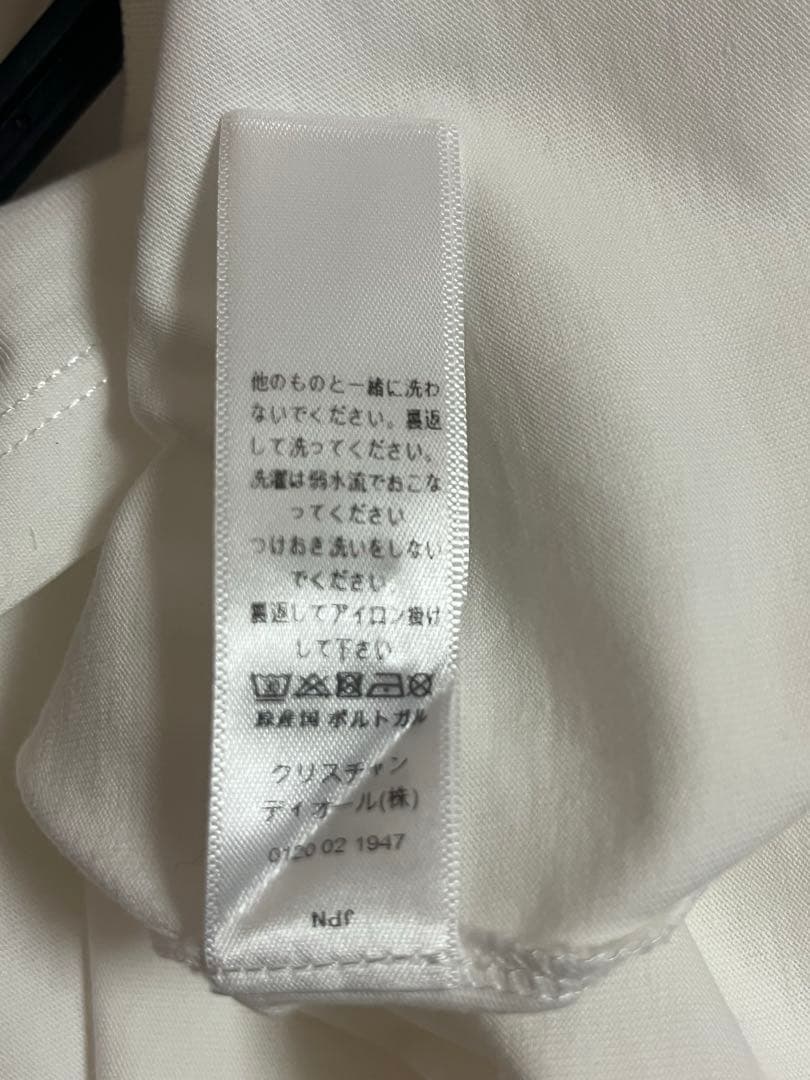 他のものと一緒に洗わ
ないでください。裏返
して洗ってください。
洗濯は弱水流でおこな
ってください
つけおき洗いをしない
でください。
裏返してアイロン掛け
して下さい
原産国 ポルトガル
クリスチャン
ディオール(株)
0120 02 1947
JPN